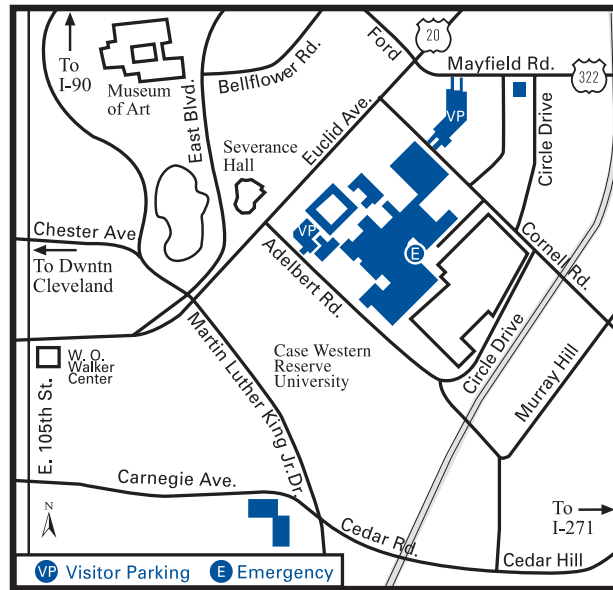 To
I-90
Museum
of Art
Bellflower Rd.
East Blvd.
Ford
20
Mayfield Rd.
322
VP
Circle Drive
Severance
Hall
Euclid Ave.
Chester Ave
To Dwntn
Cleveland
VP
E
Adelbert Rd.
Cornell Rd.
W. O.
Walker
Center
E. 105th St.
Martin Luther King Jr. Dr.
Case Western
Reserve
University
Circle Drive
Murray Hill
Carnegie Ave.
N
Cedar Rd.
To
I-271
Cedar Hill
VP Visitor Parking E Emergency